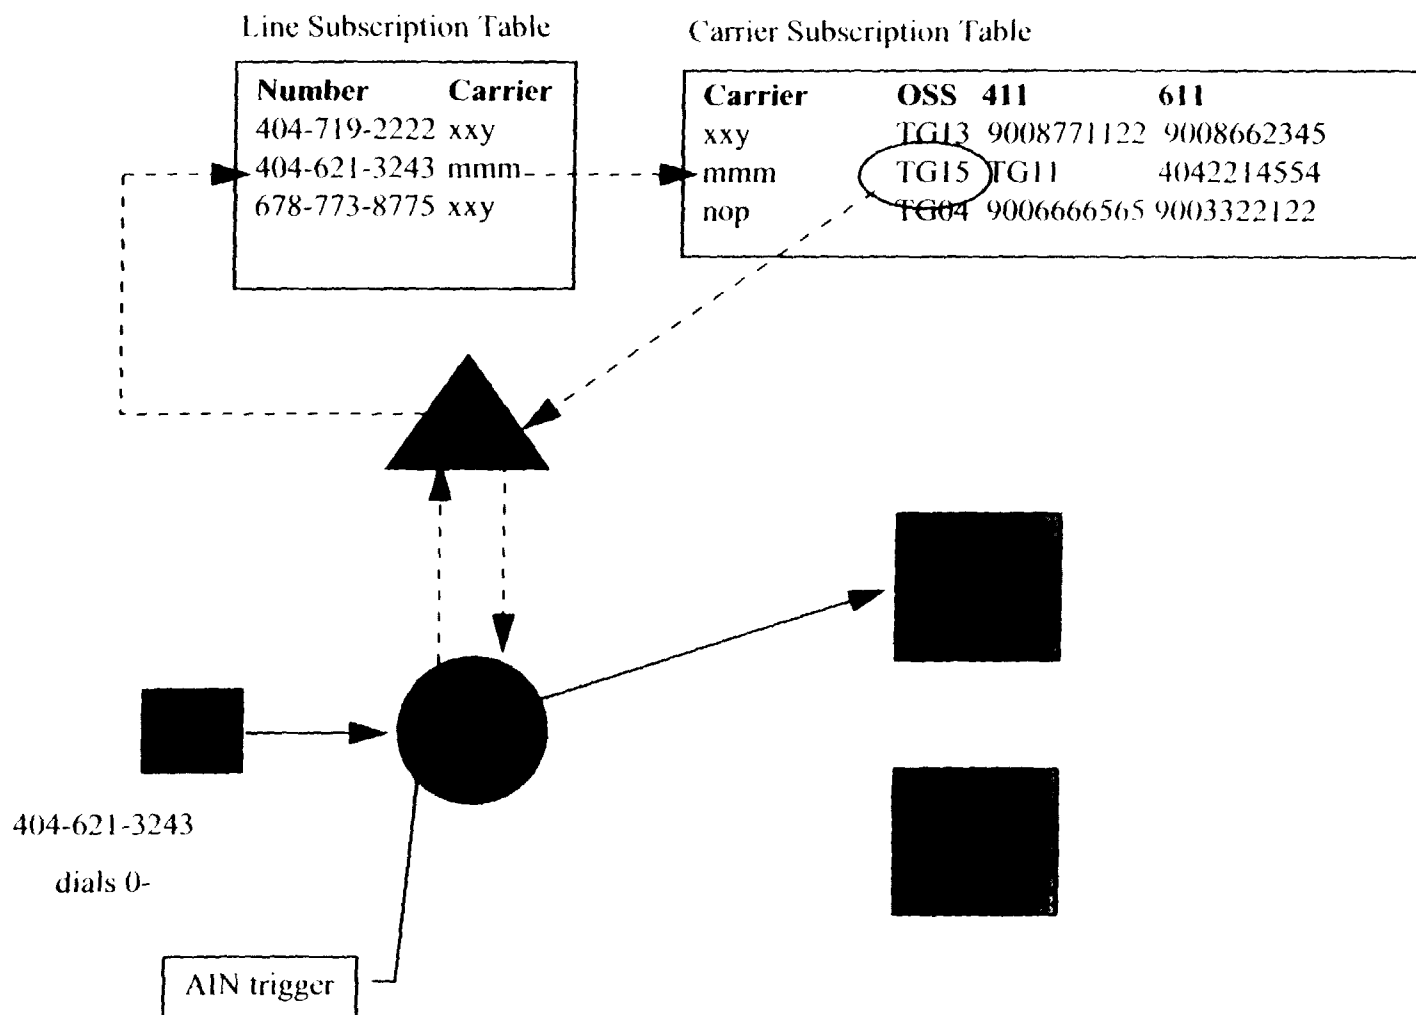 Line Subscription Table
Carrier Subscription Table
Number Carrier
404-719-2222 xxy
404-621-3243 mmm
678-773-8775 xxy
Carrier OSS 411 611
xxy TG13 9008771122 9008662345
mmm TG15 TG11 4042214554
nop TG04 9006666565 9003322122
404-621-3243
dials 0-
AIN trigger